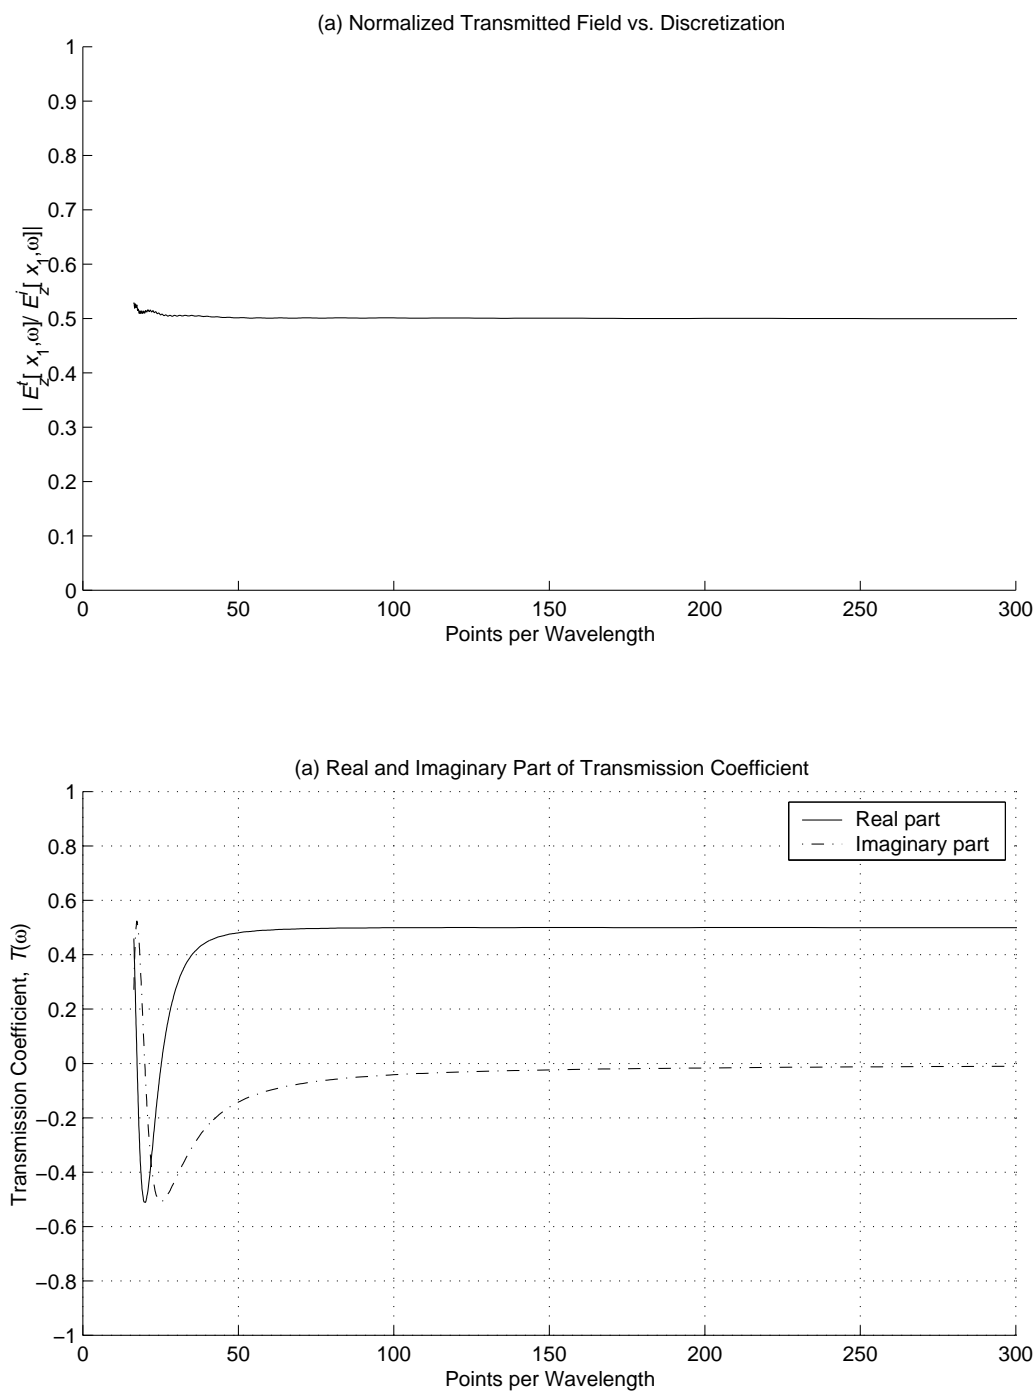 (a) Normalized Transmitted Field vs. Discretization
1
0.9
0.8
0.7
0.6
0.5
0.4
0.3
0.2
0.1
0
| E_z^t[ x_1,ω]/ E_z^i[ x_1,ω]|
0 50 100 150 200 250 300
Points per Wavelength
(a) Real and Imaginary Part of Transmission Coefficient
1
0.8
0.6
0.4
0.2
0
−0.2
−0.4
−0.6
−0.8
−1
Transmission Coefficient, T(ω)
Real part
Imaginary part
0 50 100 150 200 250 300
Points per Wavelength